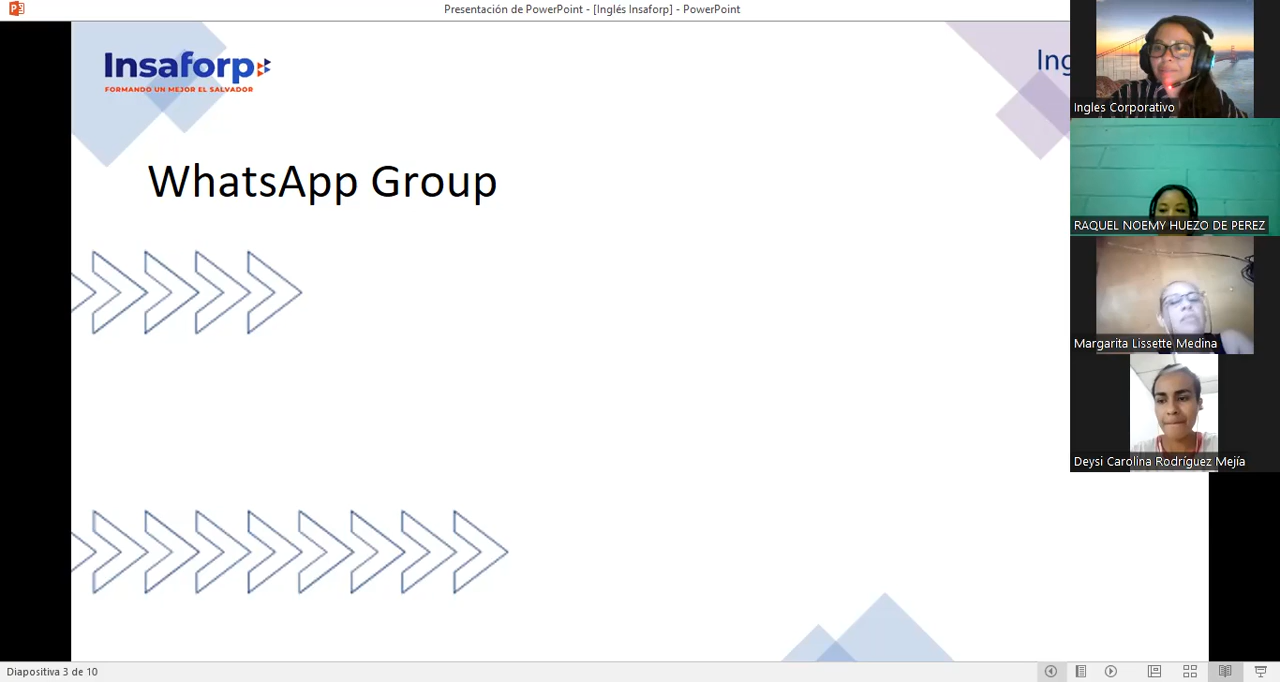 Presentación de PowerPoint - [Inglés Insaforp] - PowerPoint
Insaforp
FORMANDO UN MEJOR EL SALVADOR
Ing
WhatsApp Group
Ingles Corporativo
RAQUEL NOEMY HUEZO DE PEREZ
Margarita Lissette Medina
Deysi Carolina Rodríguez Mejía
Diapositiva 3 de 10